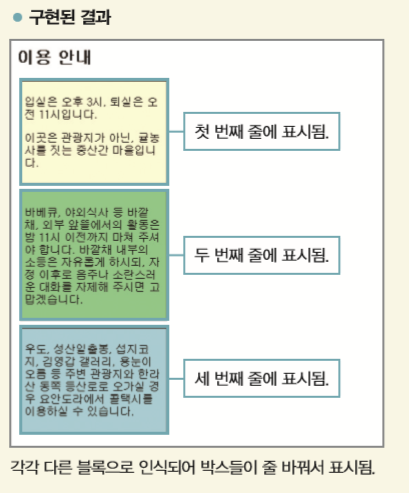 구현된 결과
이용 안내
입실은 오후 3시, 퇴실은 오
전 11시입니다.
이곳은 관광지가 아닌, 귤농
사를 짓는 중산간 마을입니
다.
첫 번째 줄에 표시됨.
바베큐, 야외식사 등 바깥
채, 외부 앞뜰에서의 활동은
밤 11시 이전까지 마쳐 주셔
야 합니다. 바깥채 내부의
소등은 자유롭게 하시되, 자
정 이후로 음주나 소란스러
운 대화를 자제해 주시면 고
맙겠습니다.
두 번째 줄에 표시됨.
우도, 성산일출봉, 섭지코
지, 김영갑 갤러리, 용눈이
오름 등 주변 관광지와 한라
산 동쪽 등산로로 오가실 경
우 요안도라에서 콜택시를
이용하실 수 있습니다.
세 번째 줄에 표시됨.
각각 다른 블록으로 인식되어 박스들이 줄 바꿔서 표시됨.